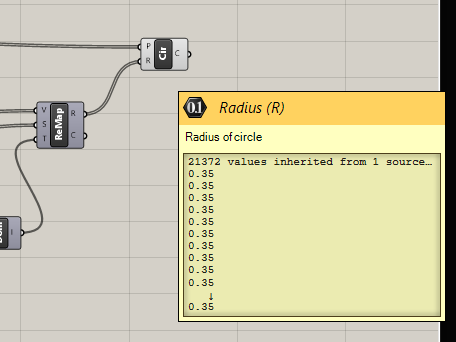 P
R
Cir
C
V
S
T
ReMap
R
C
I
0.1
Radius (R)
Radius of circle
21372 values inherited from 1 source…
0.35
0.35
0.35
0.35
0.35
0.35
0.35
0.35
0.35
0.35
↓
0.35